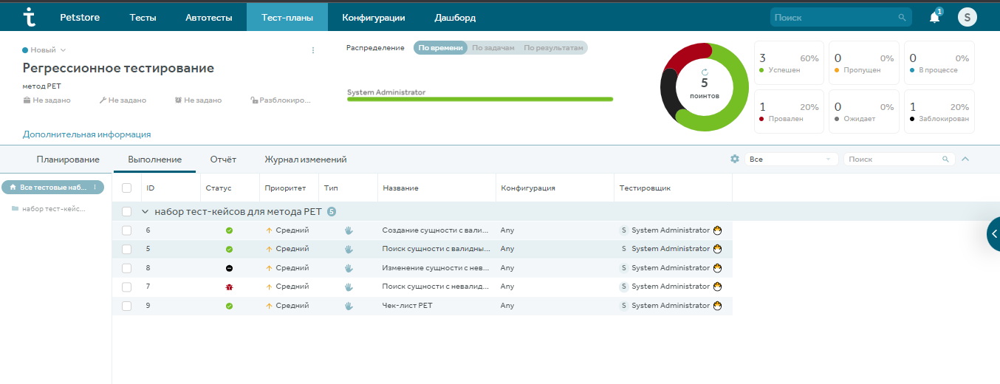 Petstore Тесты Автотесты Тест-планы Конфигурации Дашборд Поиск 1 S
Новый
Регрессионное тестирование
метод PET
Не задано Не задано Не задано Разблокиро...
Дополнительная информация
Распределение По времени По задачам По результатам
System Administrator
5
поинтов
3 60%
Успешен
0 0%
Пропущен
0 0%
В процессе
1 20%
Провален
0 0%
Ожидает
1 20%
Заблокирован
Планирование Выполнение Отчёт Журнал изменений Все Поиск
Все тестовые наб...
набор тест-кейс...
ID Статус Приоритет Тип Название Конфигурация Тестировщик
набор тест-кейсов для метода PET 5
6 Средний Создание сущности с вали... Any S System Administrator
5 Средний Поиск сущности с валидны... Any S System Administrator
8 Средний Изменение сущности с нев... Any S System Administrator
7 Средний Поиск сущности с невалид... Any S System Administrator
9 Средний Чек-лист PET Any S System Administrator